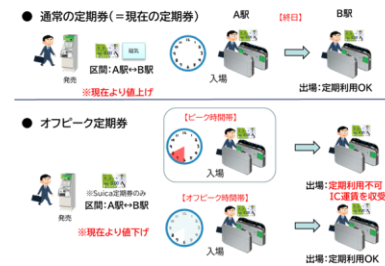 ● 通常の定期券（＝現在の定期券）
A駅
【終日】
B駅
磁気
発売
区間：A駅↔B駅
※現在より値上げ
入場
出場：定期利用OK
● オフピーク定期券
【ピーク時間帯】
入場
出場：定期利用不可
IC運賃を収受
※Suica定期券のみ
区間：A駅↔B駅
発売
※現在より値下げ
【オフピーク時間帯】
入場
出場：定期利用OK